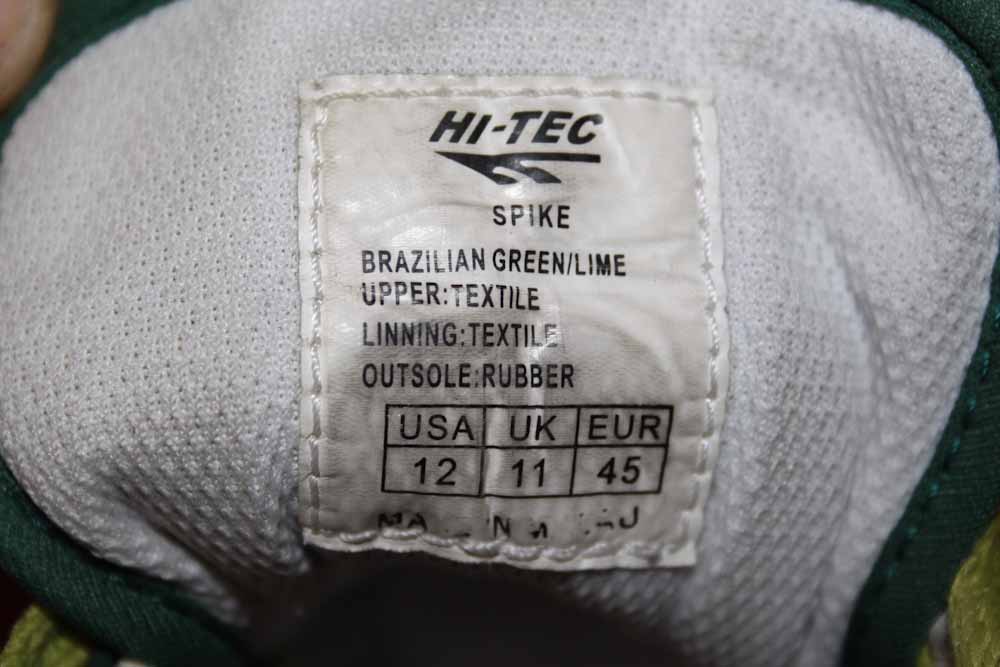 HI-TEC
SPIKE
BRAZILIAN GREEN/LIME
UPPER:TEXTILE
LINNING:TEXTILE
OUTSOLE:RUBBER
USA UK EUR
12 11 45